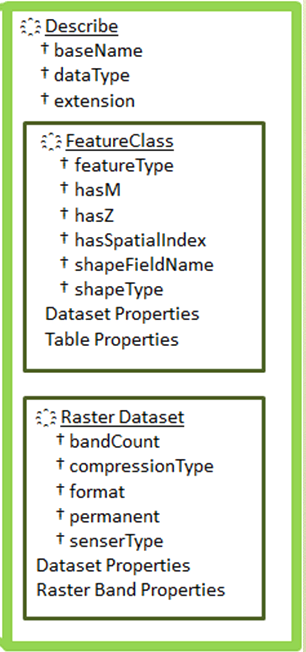 Describe
† baseName
† dataType
† extension
FeatureClass
† featureType
† hasM
† hasZ
† hasSpatialIndex
† shapeFieldName
† shapeType
Dataset Properties
Table Properties
Raster Dataset
† bandCount
† compressionType
† format
† permanent
† senserType
Dataset Properties
Raster Band Properties